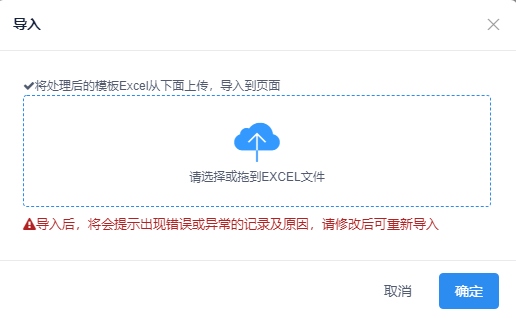 导入
将处理后的模板Excel从下面上传，导入到页面
请选择或拖到EXCEL文件
导入后，将会提示出现错误或异常的记录及原因，请修改后可重新导入
取消 确定